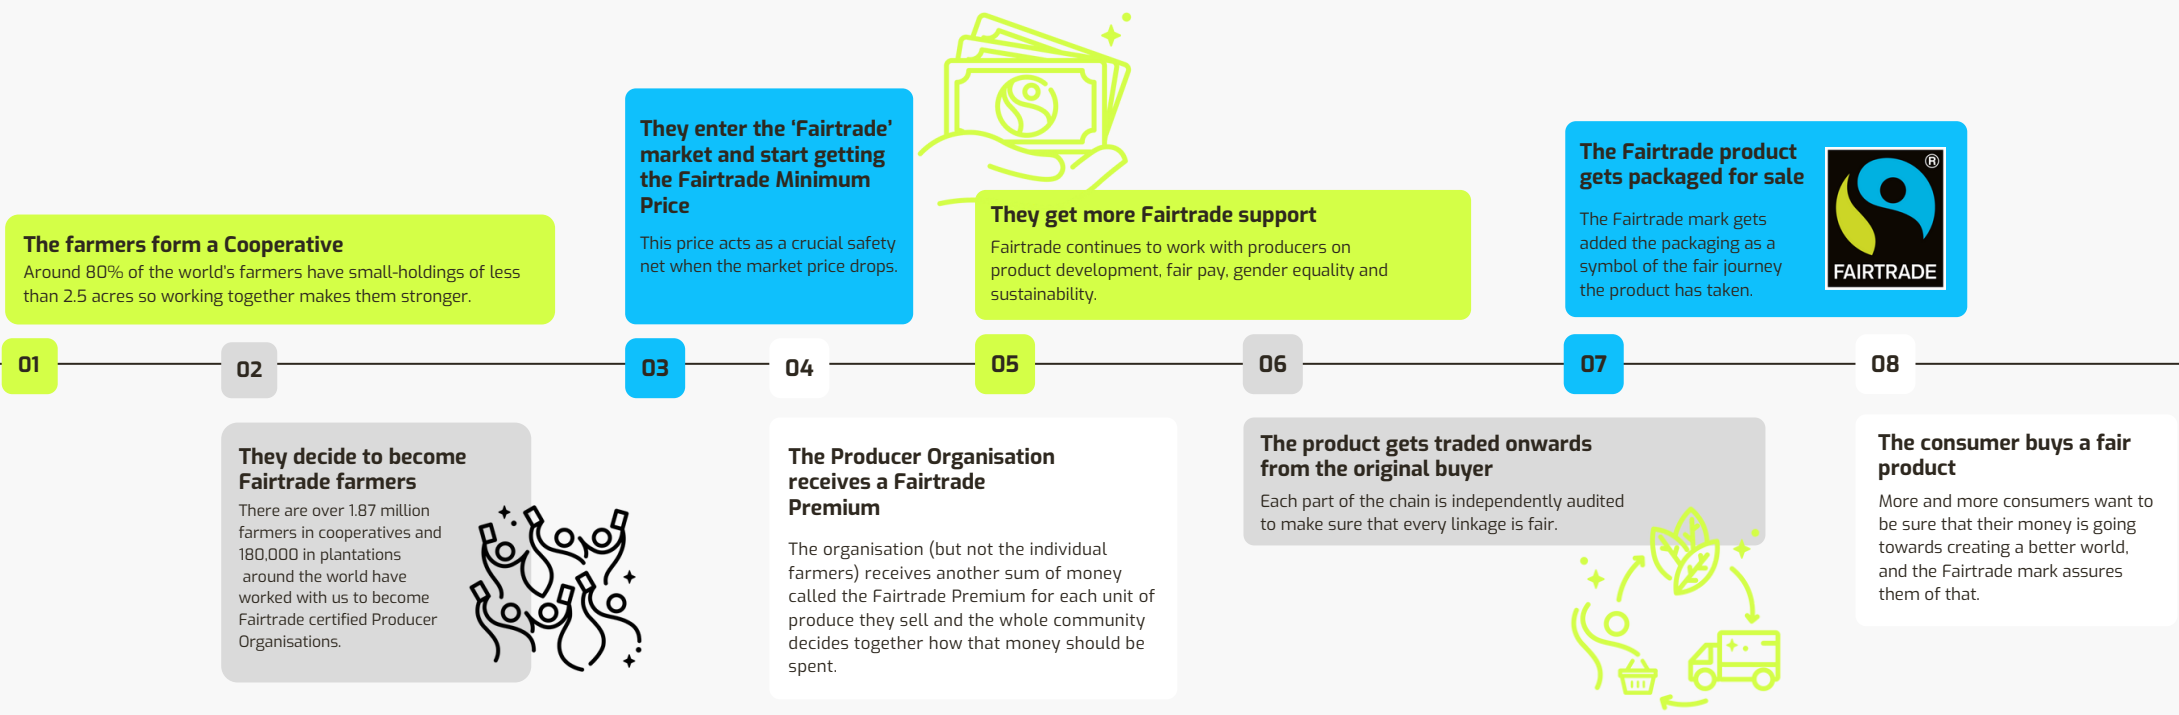 The farmers form a Cooperative
Around 80% of the world's farmers have small-holdings of less
than 2.5 acres so working together makes them stronger.
01
02
They decide to become
Fairtrade farmers
There are over 1.87 million
farmers in cooperatives and
180,000 in plantations
around the world have
worked with us to become
Fairtrade certified Producer
Organisations.
They enter the ‘Fairtrade’
market and start getting
the Fairtrade Minimum
Price
This price acts as a crucial safety
net when the market price drops.
03
04
The Producer Organisation
receives a Fairtrade
Premium
The organisation (but not the individual
farmers) receives another sum of money
called the Fairtrade Premium for each unit of
produce they sell and the whole community
decides together how that money should be
spent.
They get more Fairtrade support
Fairtrade continues to work with producers on
product development, fair pay, gender equality and
sustainability.
05
06
The product gets traded onwards
from the original buyer
Each part of the chain is independently audited
to make sure that every linkage is fair.
The Fairtrade product
gets packaged for sale
The Fairtrade mark gets
added the packaging as a
symbol of the fair journey
the product has taken.
®
FAIRTRADE
07
08
The consumer buys a fair
product
More and more consumers want to
be sure that their money is going
towards creating a better world,
and the Fairtrade mark assures
them of that.